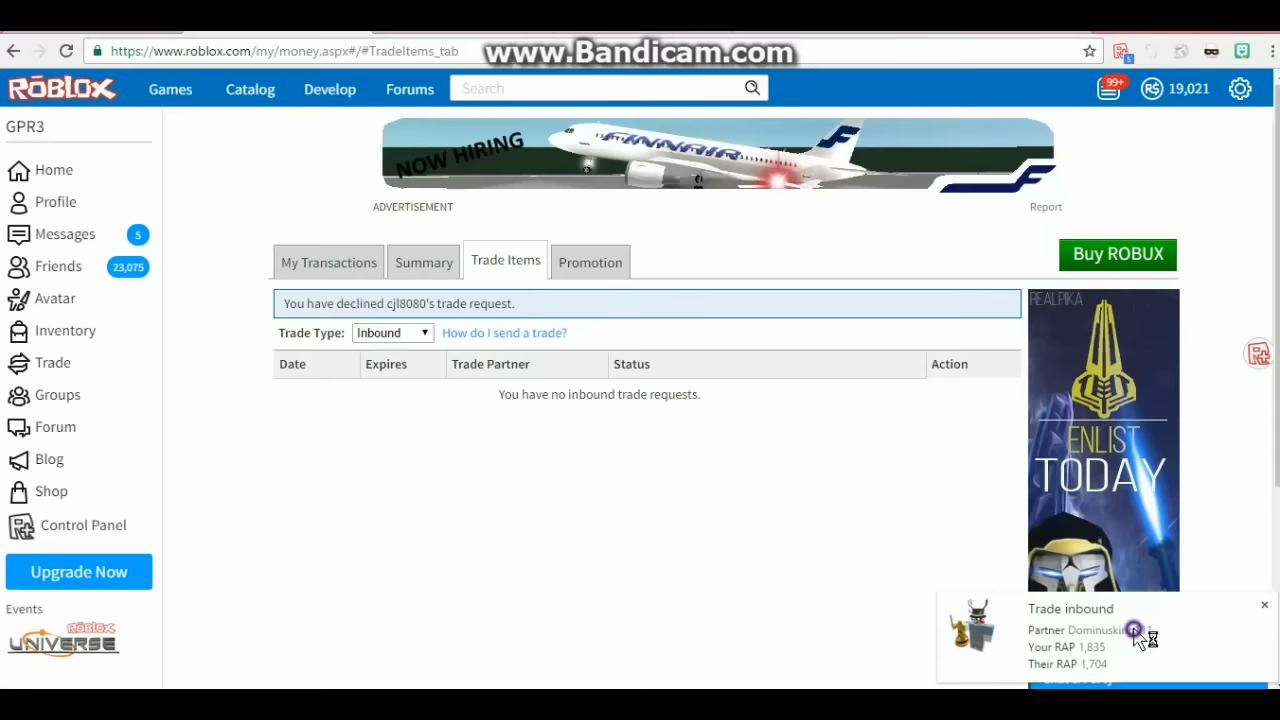 https://www.roblox.com/my/money.aspx#/#TradeItems_tab
www.Bandicam.com
5
ROBLOX
Games
Catalog
Develop
Forums
Search
99+
R$ 19,021
GPR3
Home
Profile
Messages 5
Friends 23,075
Avatar
Inventory
Trade
Groups
Forum
Blog
Shop
Control Panel
Upgrade Now
Events
ROBLOX
UNIVERSE
NOW HIRING
FINNAIR
ADVERTISEMENT
Report
My Transactions
Summary
Trade Items
Promotion
Buy ROBUX
You have declined cjl8080's trade request.
Trade Type: Inbound
How do I send a trade?
Date
Expires
Trade Partner
Status
Action
You have no inbound trade requests.
REALPIKA
ENLIST
TODAY
Trade inbound
Partner
Your RAP 1,835
Their RAP 1,704